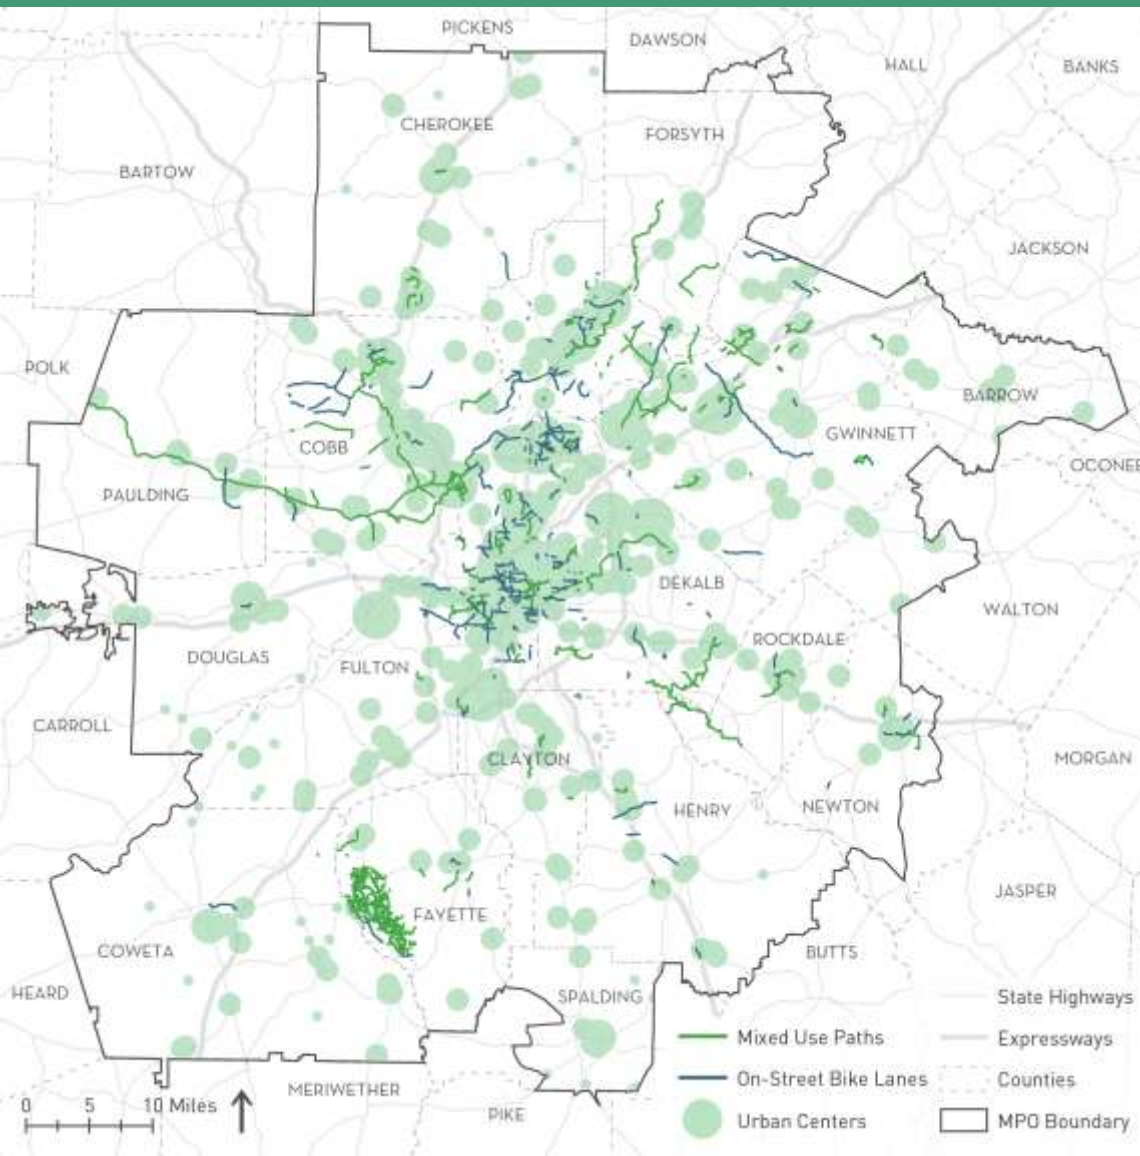 PICKENS
DAWSON
HALL
BANKS
CHEROKEE
FORSYTH
BARTOW
JACKSON
POLK
BARROW
GWINNETT
COBB
OCONEE
PAULDING
DEKALB
WALTON
ROCKDALE
DOUGLAS
FULTON
CARROLL
CLAYTON
MORGAN
HENRY
NEWTON
JASPER
FAYETTE
COWETA
BUTTS
HEARD
SPALDING
State Highways
Mixed Use Paths
Expressways
On-Street Bike Lanes
Counties
MERIWETHER
0 5 10 Miles
PIKE
Urban Centers
MPO Boundary